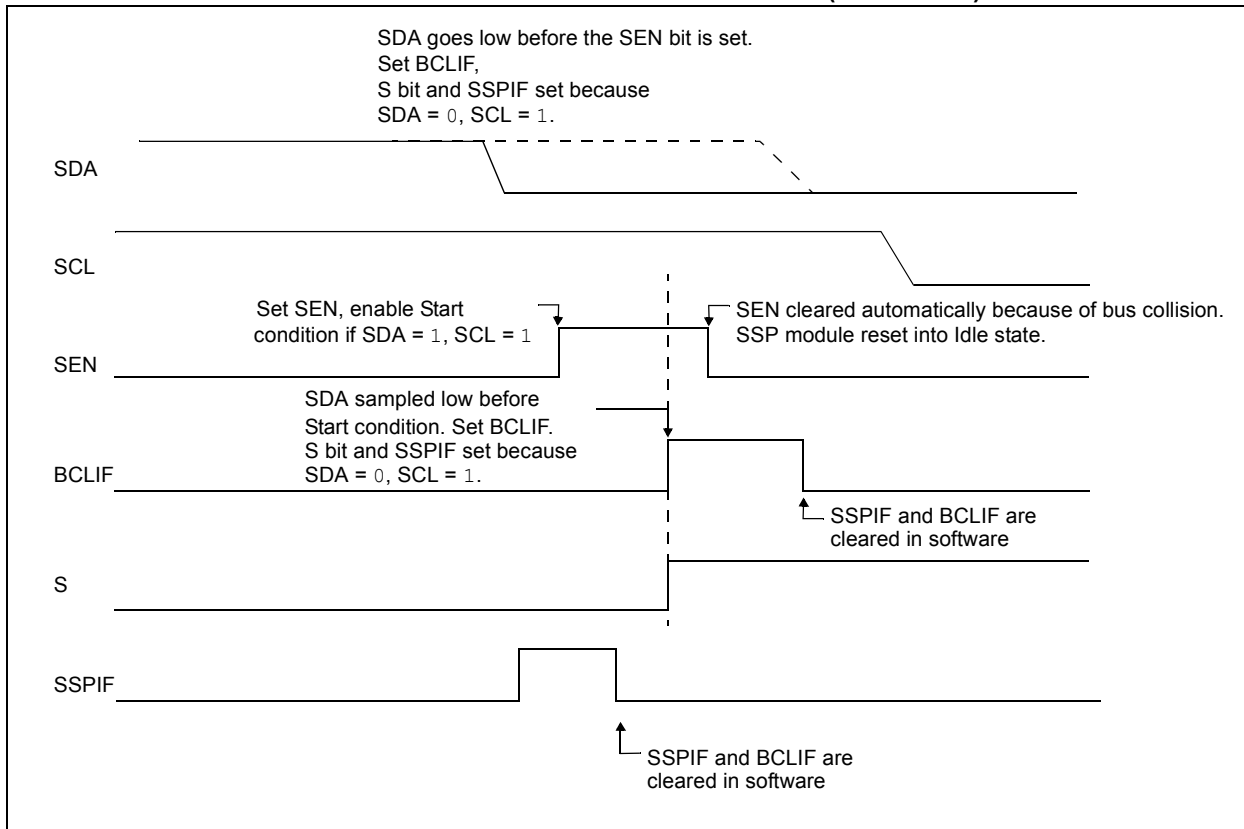 SDA goes low before the SEN bit is set.
Set BCLIF,
S bit and SSPIF set because
SDA = 0, SCL = 1.
SDA
SCL
Set SEN, enable Start
condition if SDA = 1, SCL = 1
SEN cleared automatically because of bus collision.
SSP module reset into Idle state.
SEN
SDA sampled low before
Start condition. Set BCLIF.
S bit and SSPIF set because
SDA = 0, SCL = 1.
BCLIF
SSPIF and BCLIF are
cleared in software
S
SSPIF
SSPIF and BCLIF are
cleared in software